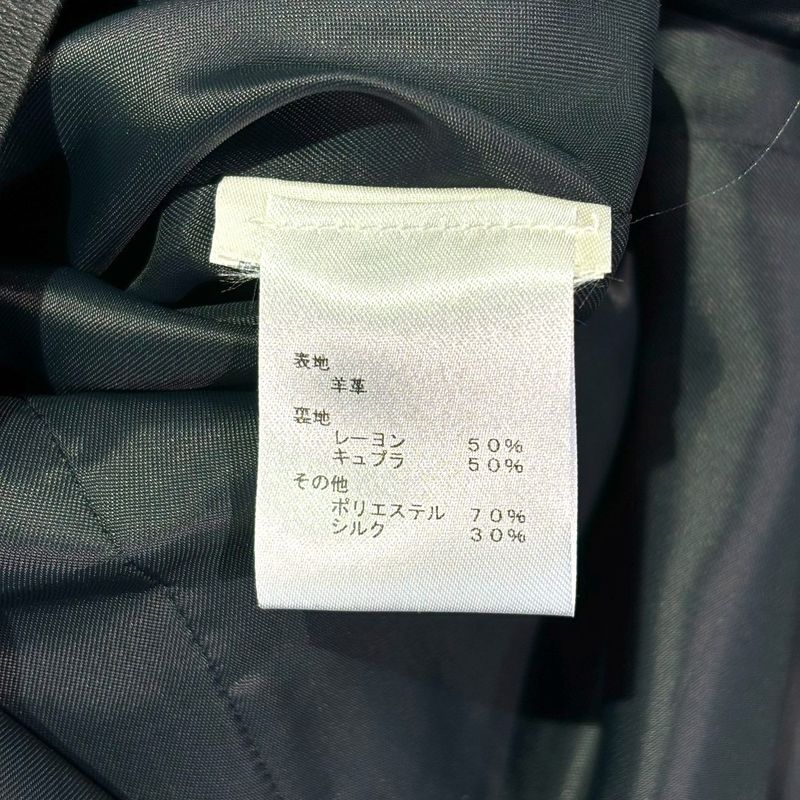 表地
羊革
裏地
レーヨン 50%
キュプラ 50%
その他
ポリエステル 70%
シルク 30%